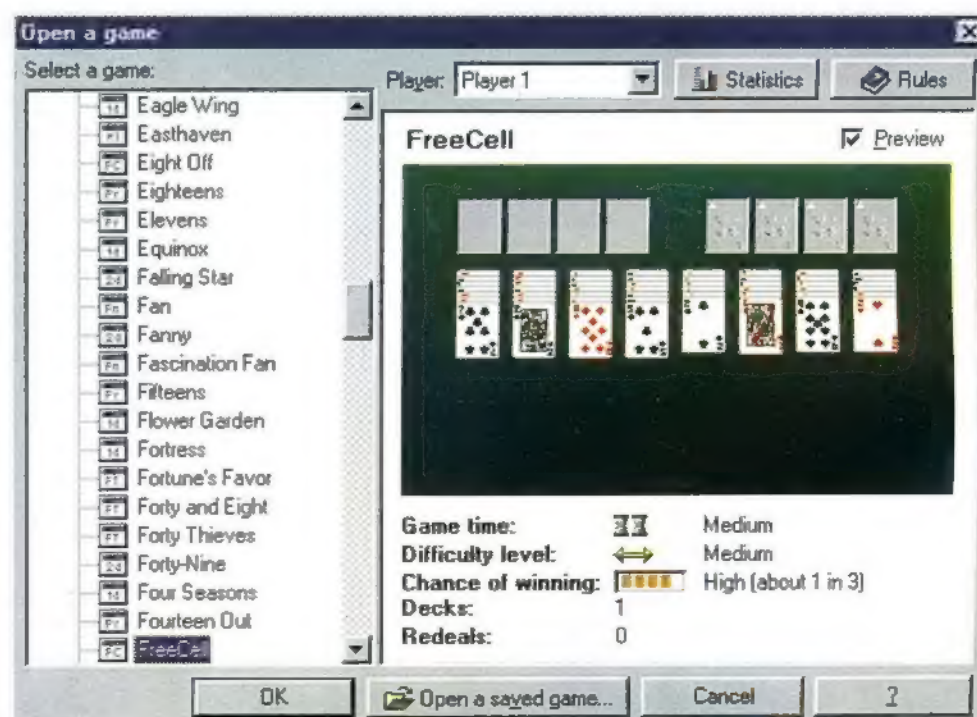 Open a game
Select a game:
Player: Player 1
Statistics
Rules
Eagle Wing
Easthaven
Eight Off
Eighteens
Elevens
Equinox
Falling Star
Fan
Fanny
Fascination Fan
Fifteens
Flower Garden
Fortress
Fortune's Favor
Forty and Eight
Forty Thieves
Forty-Nine
Four Seasons
Fourteen Out
FreeCell
FreeCell
Preview
Game time: Medium
Difficulty level: Medium
Chance of winning: High (about 1 in 3)
Decks: 1
Redeals: 0
OK
Open a saved game...
Cancel
?